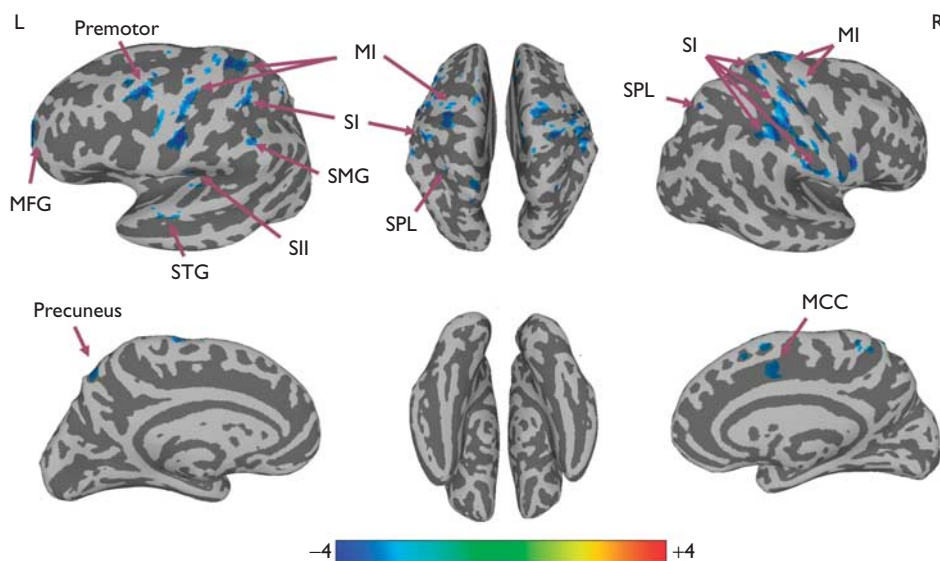 L
Premotor
MI
SI
MFG
SMG
SII
STG
SPL
R
SI
MI
SPL
Precuneus
MCC
−4
+4